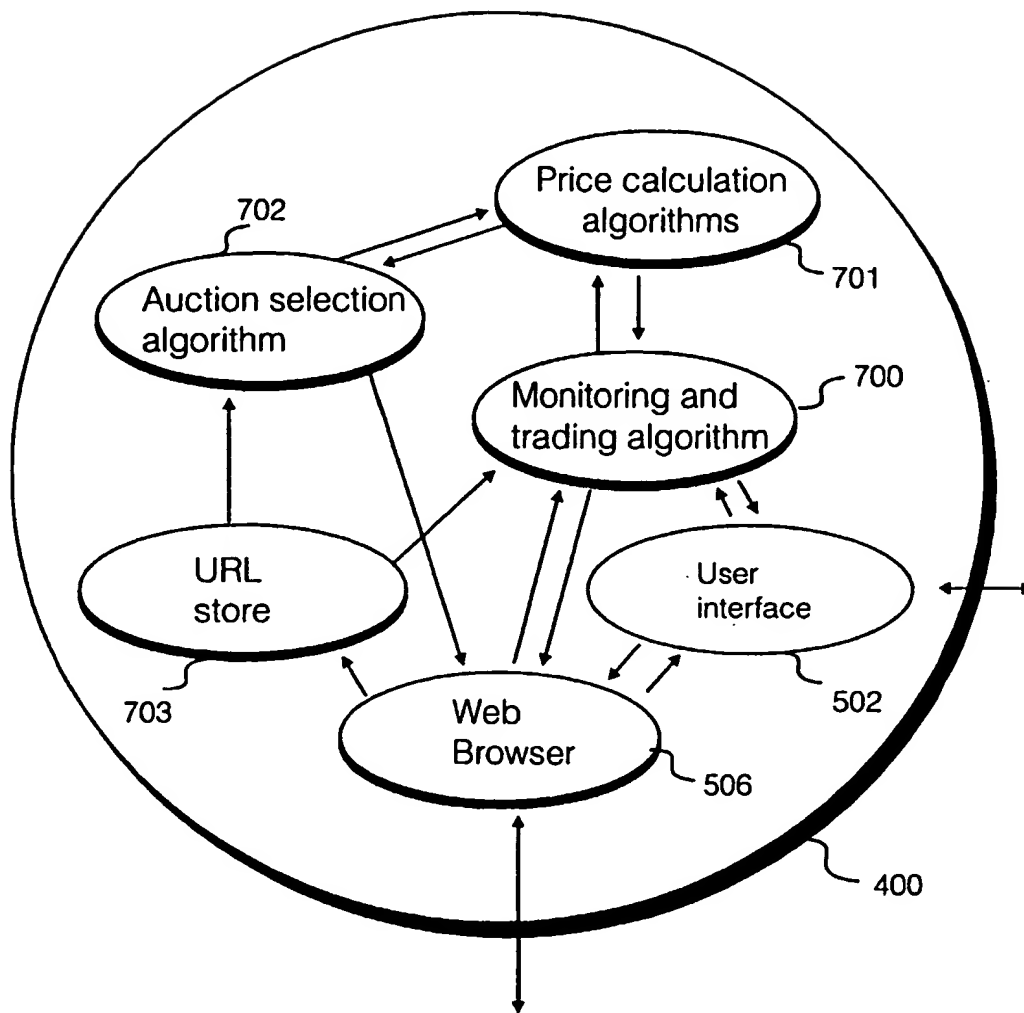 Price calculation
algorithms
701
702
Auction selection
algorithm
700
Monitoring and
trading algorithm
URL
store
703
User
interface
502
Web
Browser
506
400